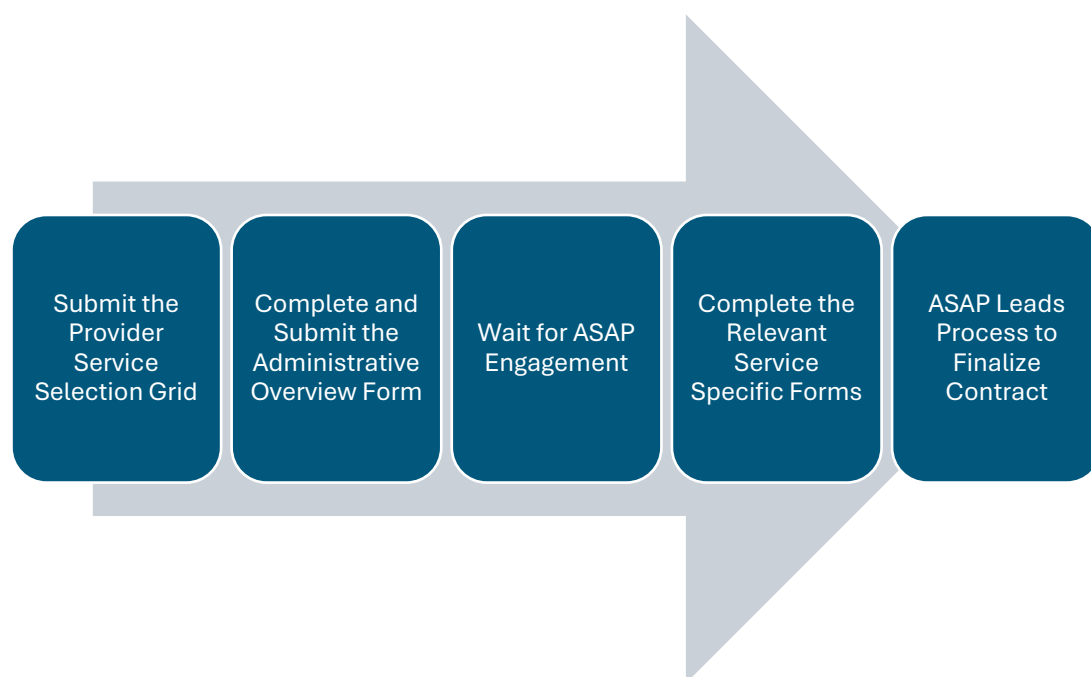 Submit the
Provider
Service
Selection Grid
Complete and
Submit the
Administrative
Overview Form
Wait for ASAP
Engagement
Complete the
Relevant
Service
Specific Forms
ASAP Leads
Process to
Finalize
Contract